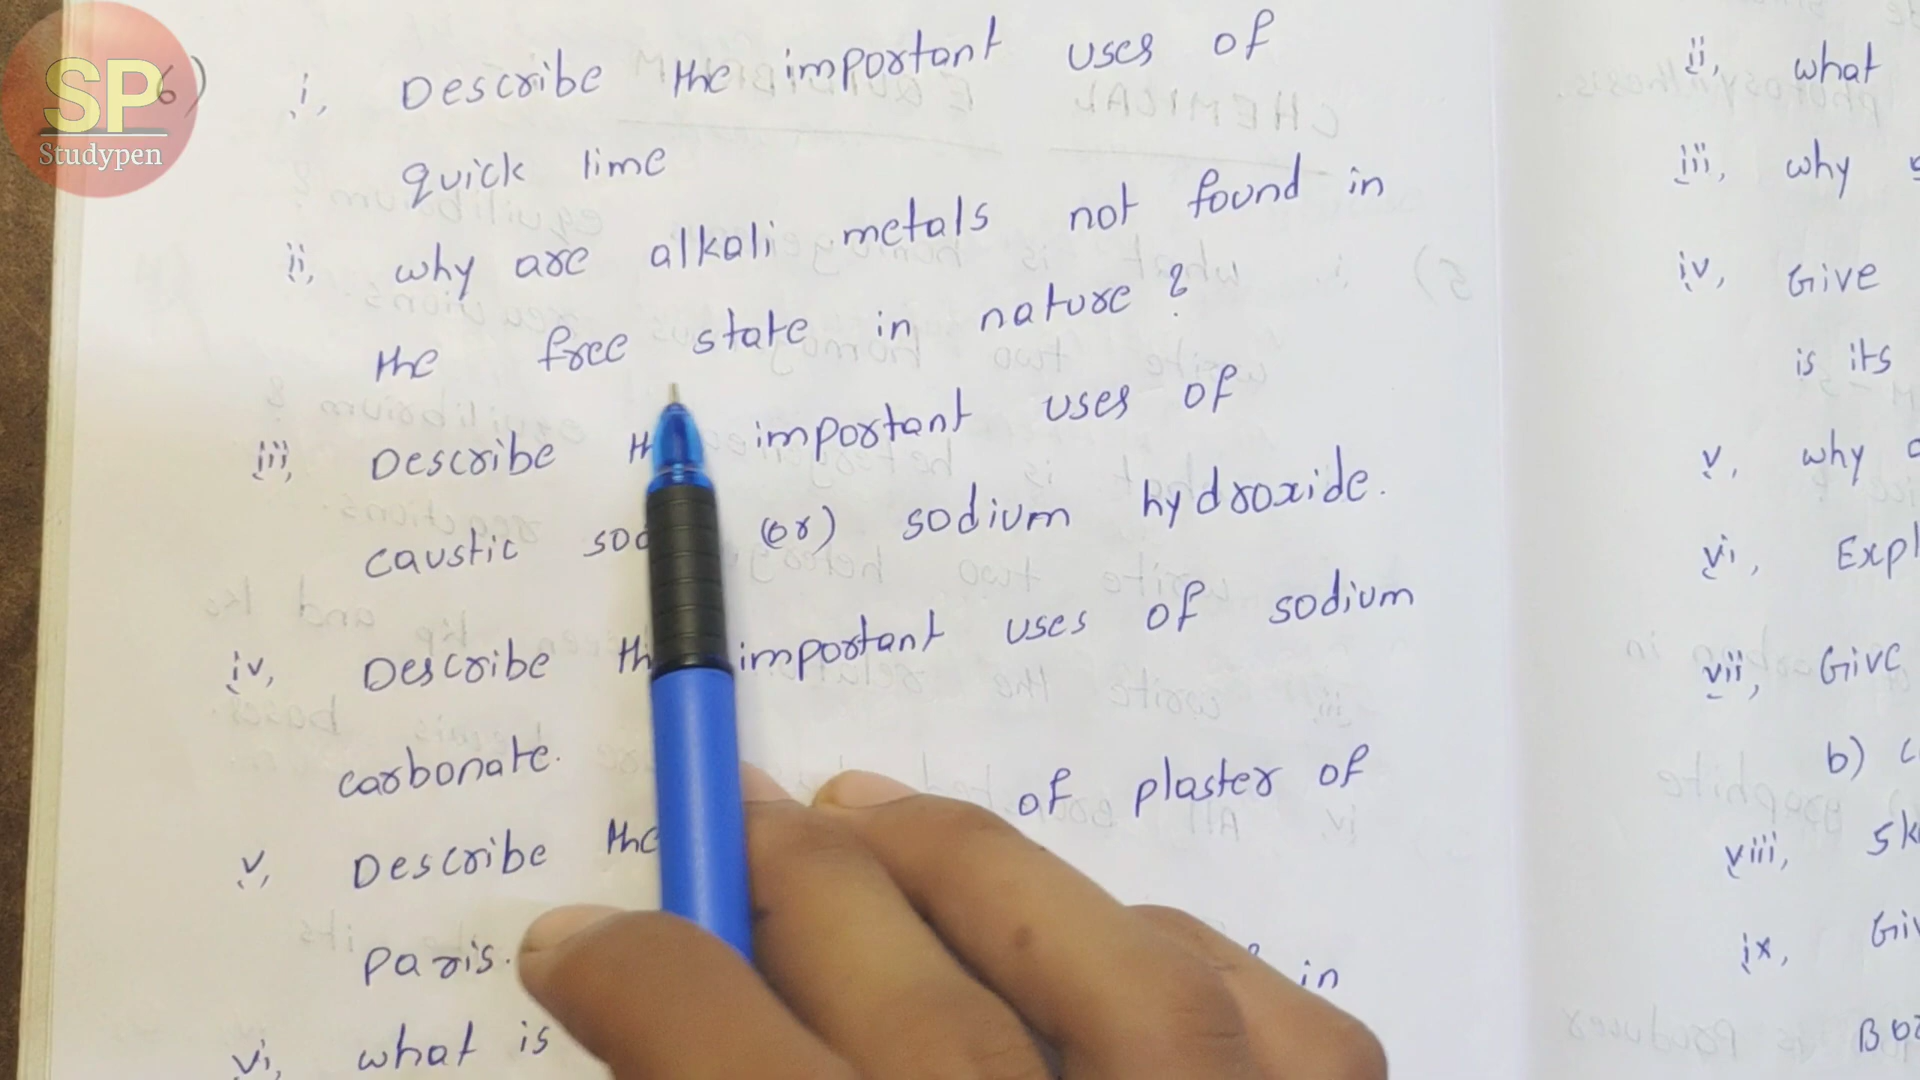 SP
Studypen
6) i, Describe the important uses of
quick lime
ii, why are alkali metals not found in
the free state in nature?
iii, Describe important uses of
caustic (or) sodium hydroxide.
iv, Describe important uses of sodium
carbonate.
v, Describe the of plaster of
paris.
vi, what is in
ii, what
iii, why
iv, Give
is its
v, why
vi, Expl
vii, Give
b) C
viii, Sk
ix, Giv